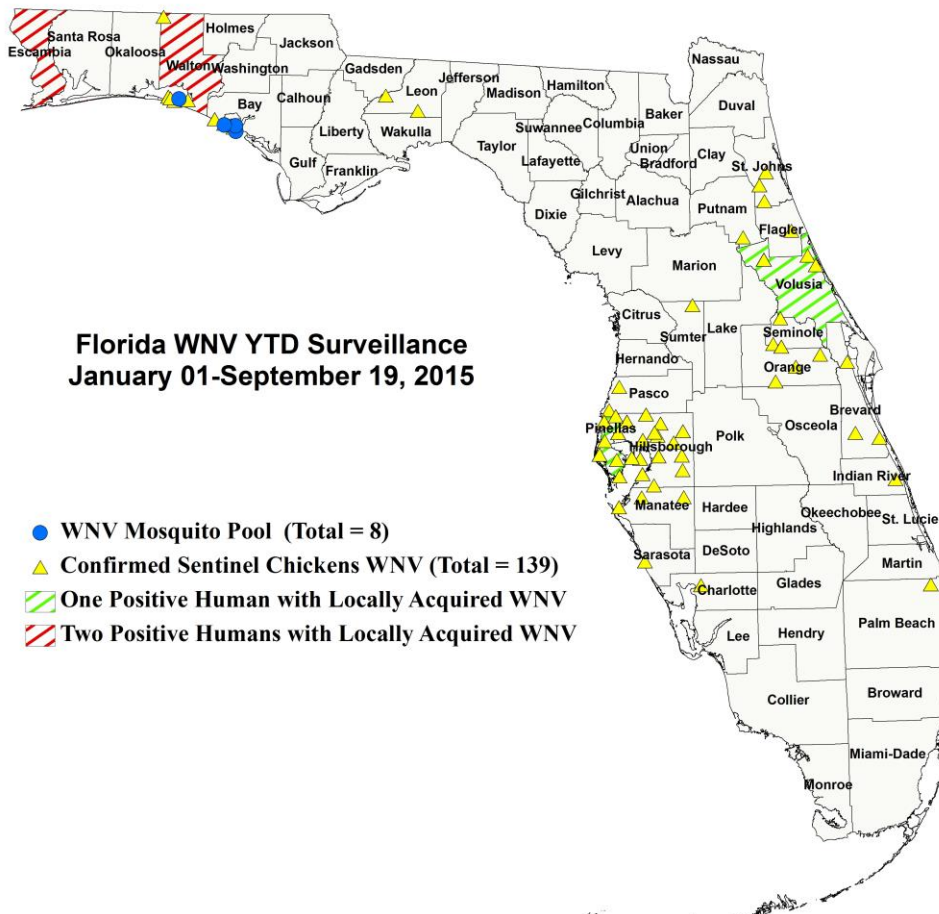 Holmes
Santa Rosa
Jackson
Escambia
Okaloosa
Walton
Washington
Gadsden
Nassau
Jefferson
Hamilton
Leon
Madison
Bay
Calhoun
Duval
Baker
Columbia
Suwannee
Liberty
Wakulla
Taylor
Union
Clay
Lafayette
Bradford
St. Johns
Gulf
Franklin
Gilchrist
Alachua
Putnam
Dixie
Flagler
Levy
Marion
Volusia
Citrus
Lake
Sumter
Seminole
Florida WNV YTD Surveillance
January 01-September 19, 2015
Hernando
Orange
Pasco
Brevard
Osceola
Pinellas
Polk
Hillsborough
Indian River
Manatee
Hardee
Okeechobee
Highlands
St. Lucie
WNV Mosquito Pool (Total = 8)
Sarasota
DeSoto
Confirmed Sentinel Chickens WNV (Total = 139)
Martin
Charlotte
Glades
One Positive Human with Locally Acquired WNV
Palm Beach
Two Positive Humans with Locally Acquired WNV
Lee
Hendry
Collier
Broward
Miami-Dade
Monroe